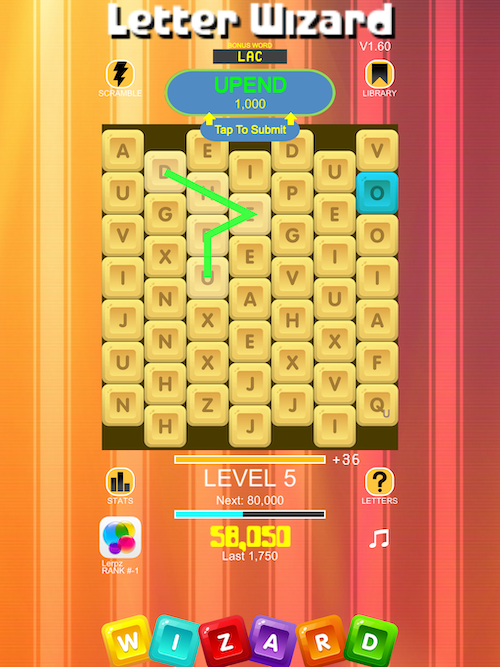 Letter Wizard
BONUS WORD
LAC
V1.60
SCRAMBLE
LIBRARY
UPEND
1,000
Tap To Submit
A E D V
D I U
U N P O
G E E
V P G O
X E I
I U V I
N A U
J X H A
N E X
U X X F
H J V
N Z J Q U
H J I
+36
LEVEL 5
STATS
LETTERS
Next: 80,000
58,050
Last 1,750
Lerpz
RANK #-1
WIZARD